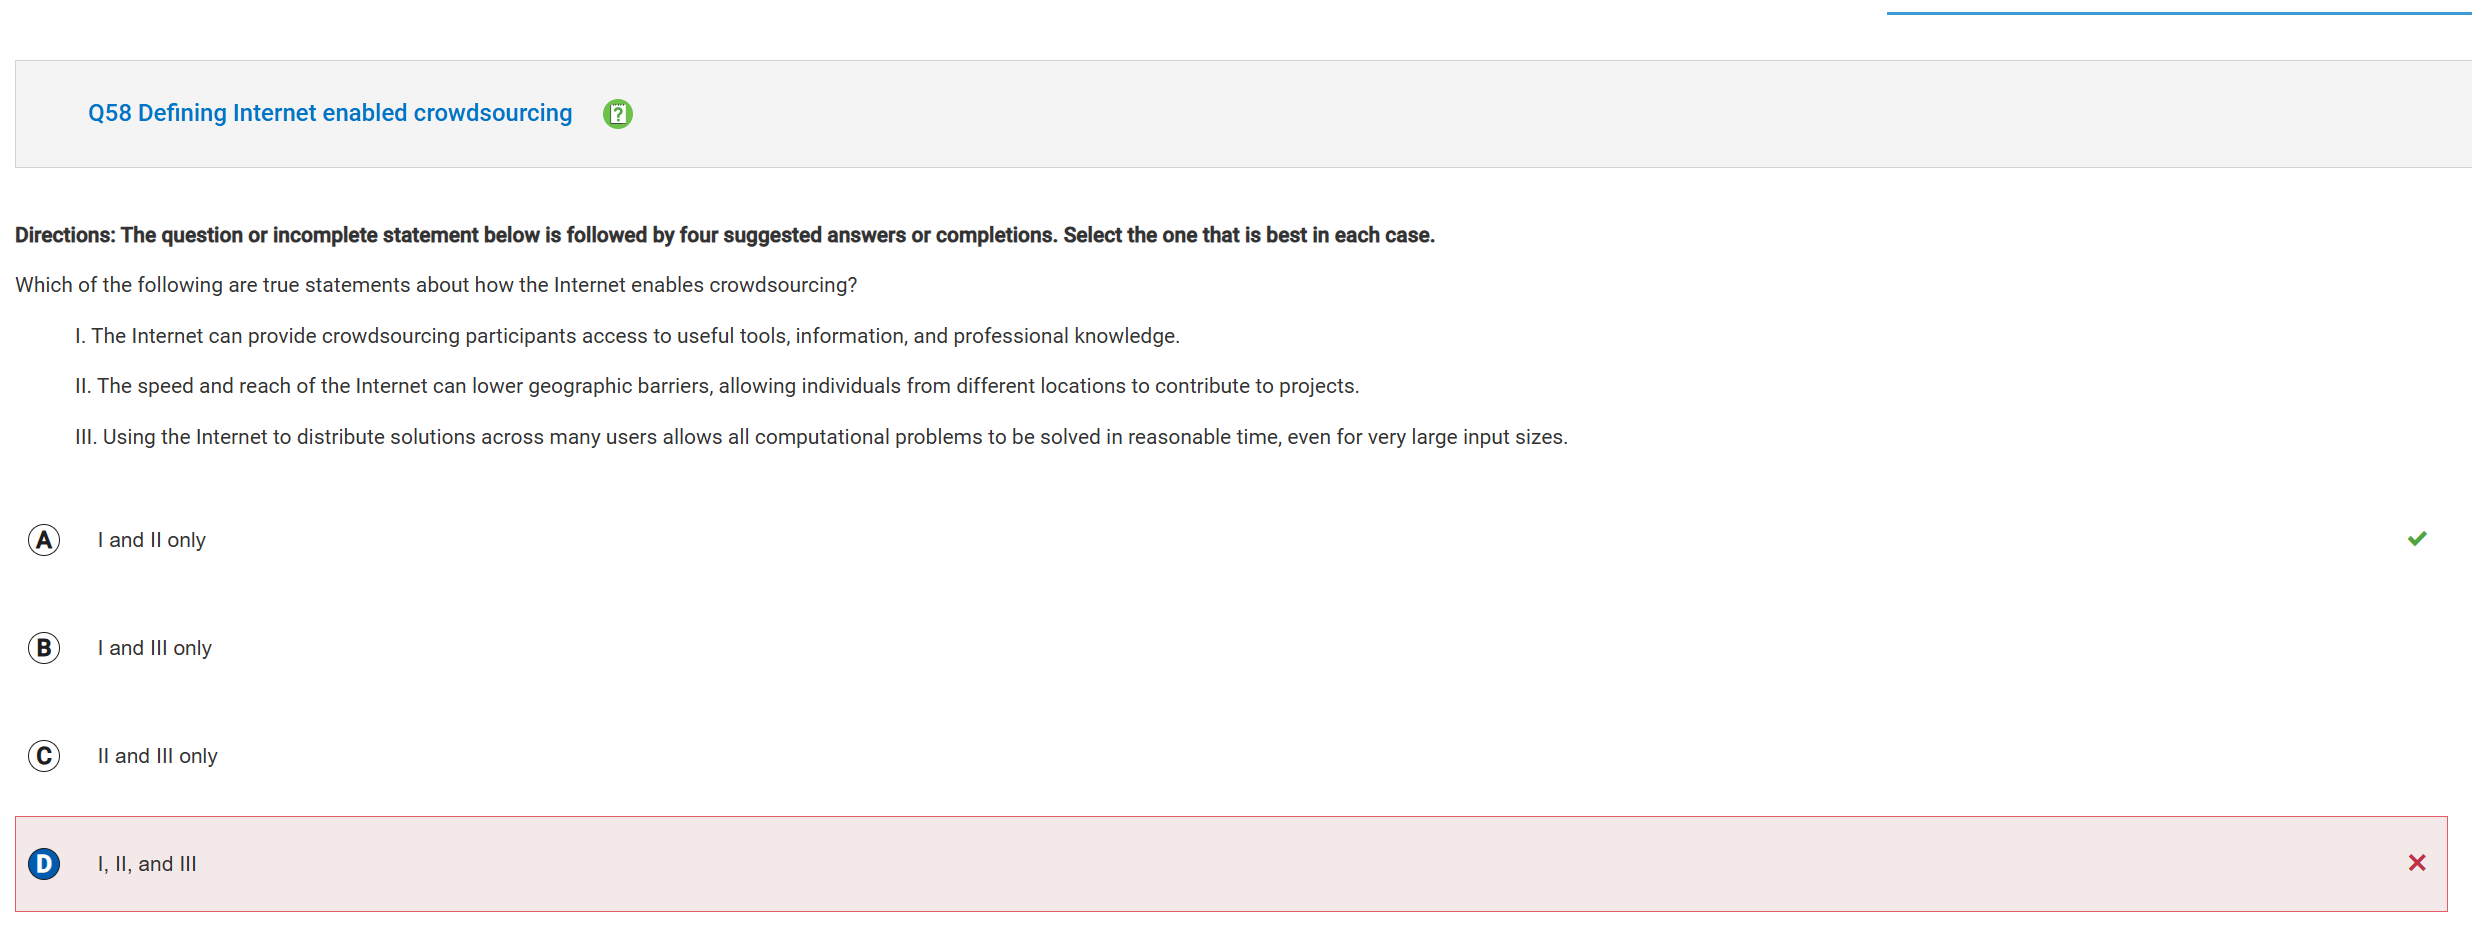 Q58 Defining Internet enabled crowdsourcing ?
Directions: The question or incomplete statement below is followed by four suggested answers or completions. Select the one that is best in each case.
Which of the following are true statements about how the Internet enables crowdsourcing?
I. The Internet can provide crowdsourcing participants access to useful tools, information, and professional knowledge.
II. The speed and reach of the Internet can lower geographic barriers, allowing individuals from different locations to contribute to projects.
III. Using the Internet to distribute solutions across many users allows all computational problems to be solved in reasonable time, even for very large input sizes.
A I and II only
B I and III only
C II and III only
D I, II, and III